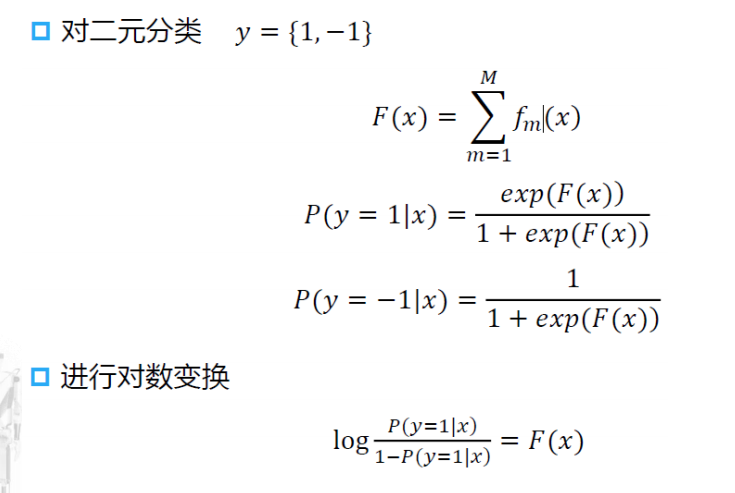 对二元分类 y = {1, −1}
F(x) = \sum_{m=1}^{M} f_m(x)
P(y = 1|x) = \frac{exp(F(x))}{1 + exp(F(x))}
P(y = −1|x) = \frac{1}{1 + exp(F(x))}
进行对数变换
log \frac{P(y=1|x)}{1−P(y=1|x)} = F(x)